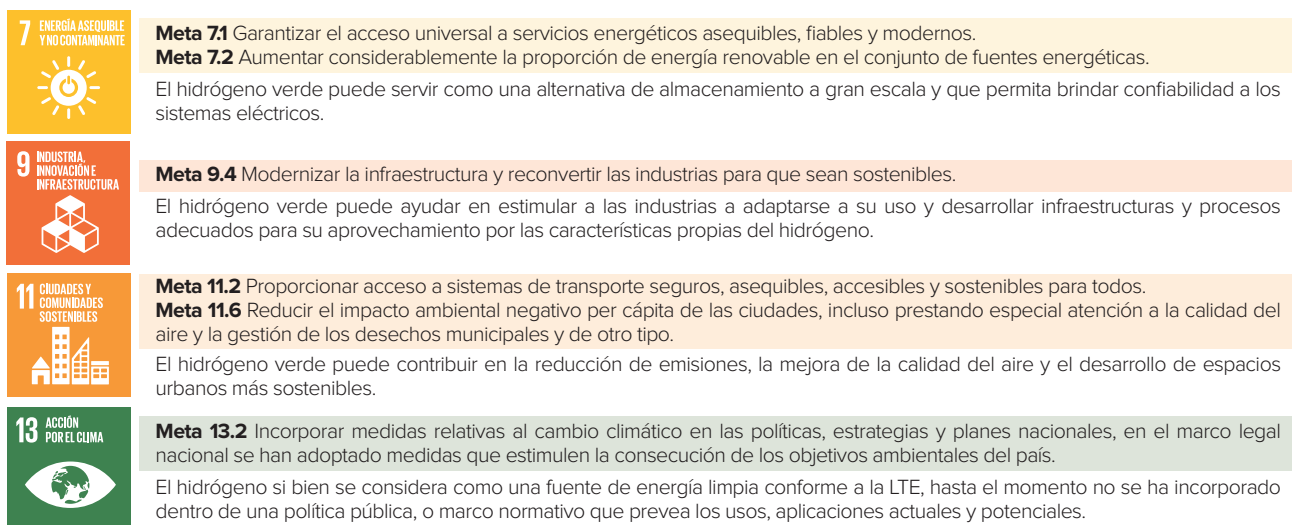 7 ENERGÍA ASEQUIBLE
Y NO CONTAMINANTE
Meta 7.1 Garantizar el acceso universal a servicios energéticos asequibles, fiables y modernos.
Meta 7.2 Aumentar considerablemente la proporción de energía renovable en el conjunto de fuentes energéticas.
El hidrógeno verde puede servir como una alternativa de almacenamiento a gran escala y que permita brindar confiabilidad a los
sistemas eléctricos.
9 INDUSTRIA,
INNOVACIÓN E
INFRAESTRUCTURA
Meta 9.4 Modernizar la infraestructura y reconvertir las industrias para que sean sostenibles.
El hidrógeno verde puede ayudar en estimular a las industrias a adaptarse a su uso y desarrollar infraestructuras y procesos
adecuados para su aprovechamiento por las características propias del hidrógeno.
11 CIUDADES Y
COMUNIDADES
SOSTENIBLES
Meta 11.2 Proporcionar acceso a sistemas de transporte seguros, asequibles, accesibles y sostenibles para todos.
Meta 11.6 Reducir el impacto ambiental negativo per cápita de las ciudades, incluso prestando especial atención a la calidad del
aire y la gestión de los desechos municipales y de otro tipo.
El hidrógeno verde puede contribuir en la reducción de emisiones, la mejora de la calidad del aire y el desarrollo de espacios
urbanos más sostenibles.
13 ACCIÓN
POR EL CLIMA
Meta 13.2 Incorporar medidas relativas al cambio climático en las políticas, estrategias y planes nacionales, en el marco legal
nacional se han adoptado medidas que estimulen la consecución de los objetivos ambientales del país.
El hidrógeno si bien se considera como una fuente de energía limpia conforme a la LTE, hasta el momento no se ha incorporado
dentro de una política pública, o marco normativo que prevea los usos, aplicaciones actuales y potenciales.